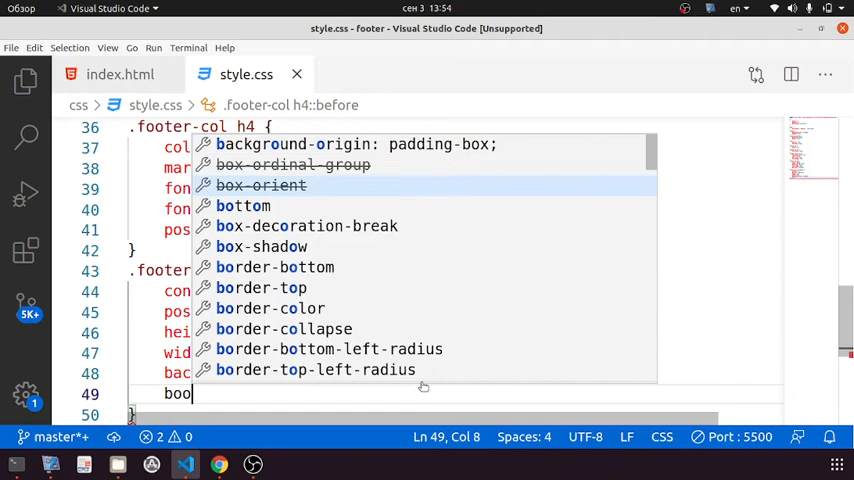 Обзор Visual Studio Code сен 3 13:54 en
style.css - footer - Visual Studio Code [Unsupported]
File Edit Selection View Go Run Terminal Help
index.html style.css
css style.css .footer-col h4::before
36 .footer-col h4 {
37 col
38 mar
39 fon
40 fon
41 pos
42 }
43 .footer
44 con
45 pos
46 hei
47 wid
48 bac
49 boo
50 }
background-origin: padding-box;
box-ordinal-group
box-orient
bottom
box-decoration-break
box-shadow
border-bottom
border-top
border-color
border-collapse
border-bottom-left-radius
border-top-left-radius
5K+
1
master*+ 2 0 Ln 49, Col 8 Spaces: 4 UTF-8 LF CSS Port : 5500